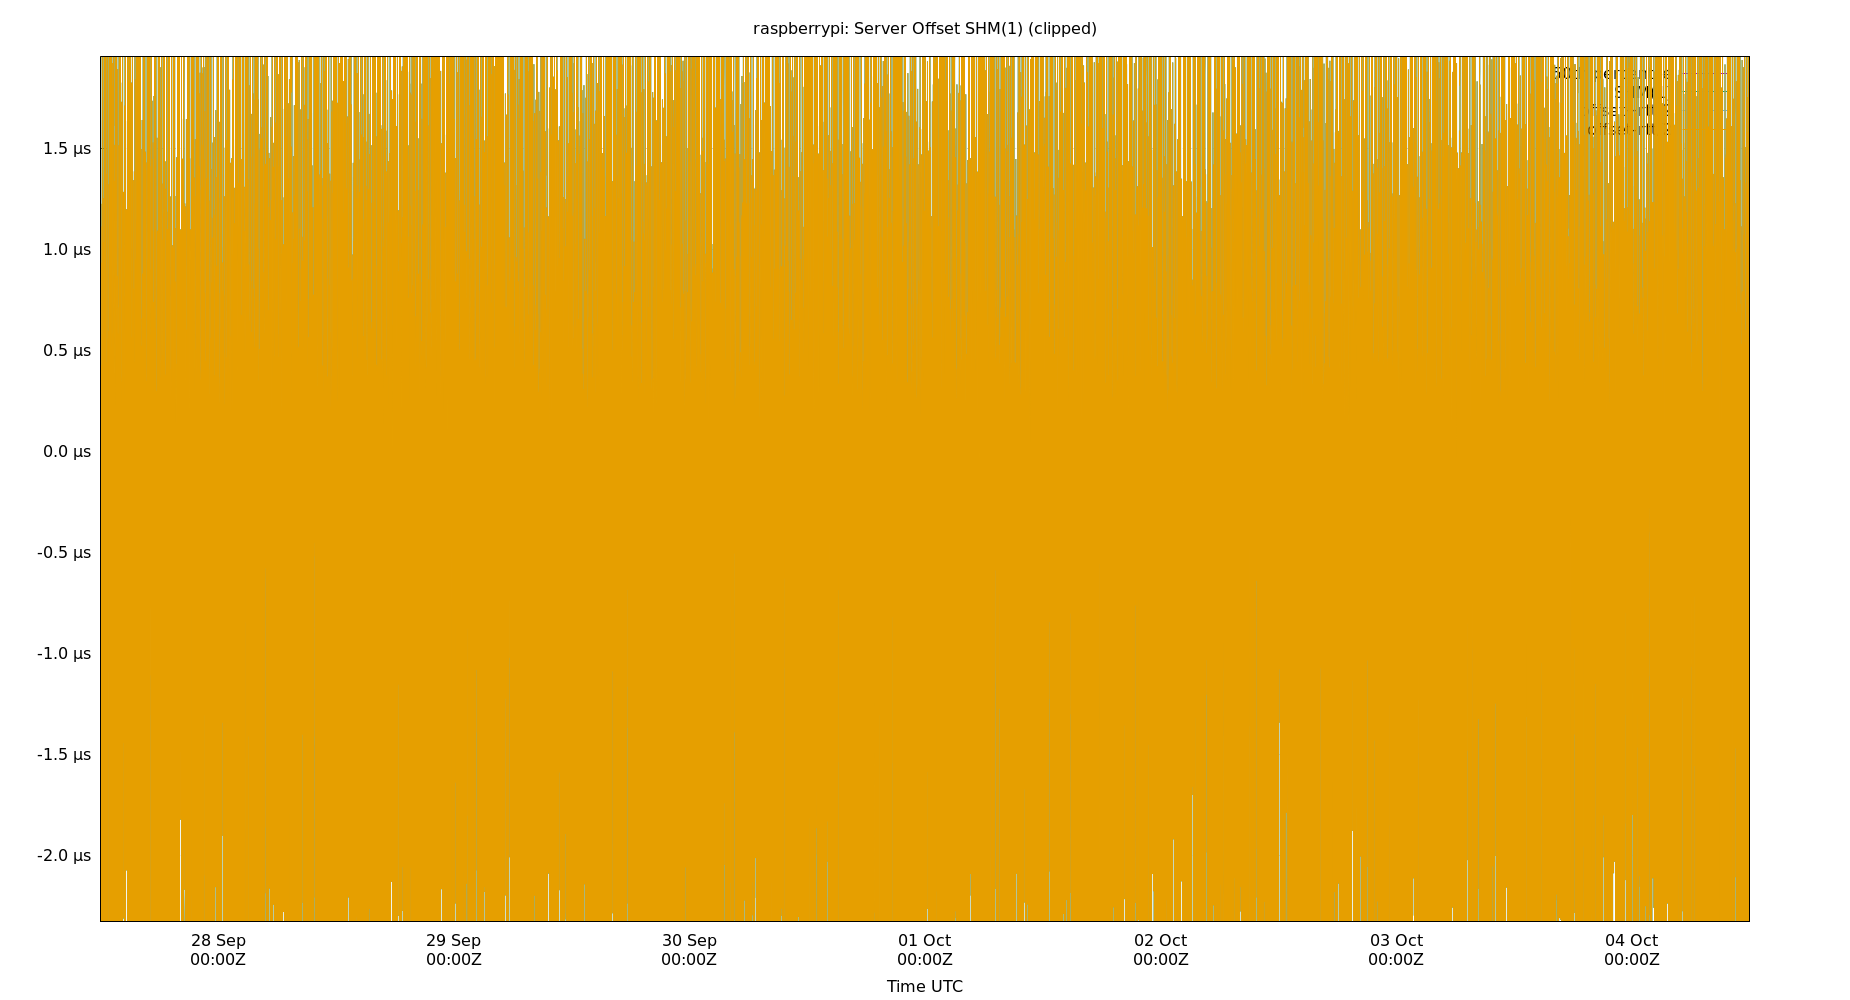 raspberrypi: Server Offset SHM(1) (clipped)
1.5 µs
1.0 µs
0.5 µs
0.0 µs
-0.5 µs
-1.0 µs
-1.5 µs
-2.0 µs
28 Sep 29 Sep 30 Sep 01 Oct 02 Oct 03 Oct 04 Oct
00:00Z 00:00Z 00:00Z 00:00Z 00:00Z 00:00Z 00:00Z
Time UTC